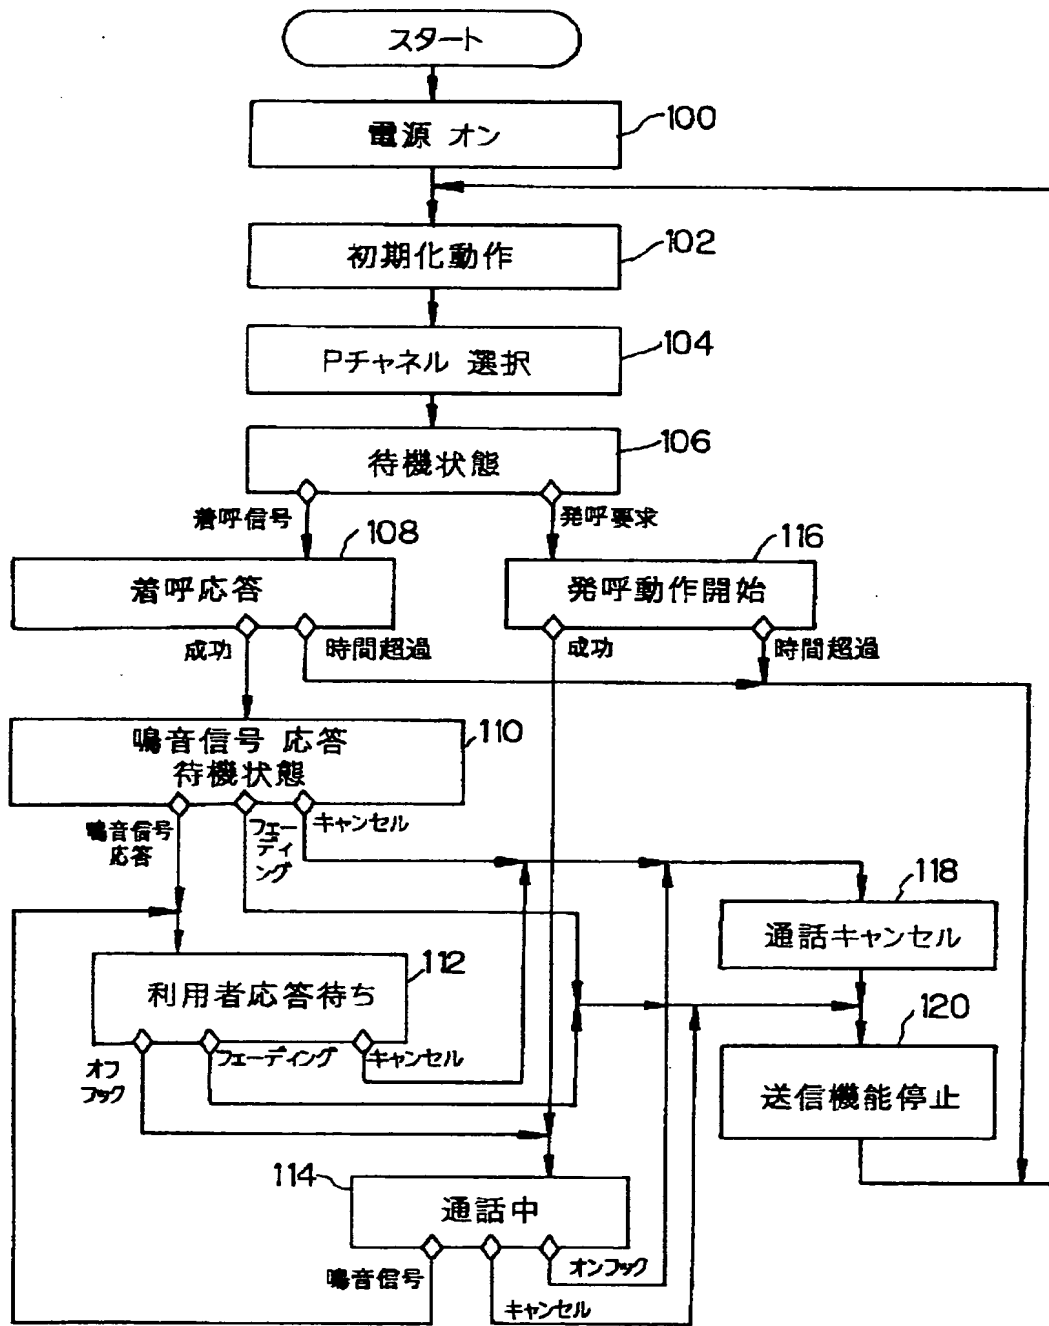 スタート
電源 オン
100
初期化動作
102
Pチャネル 選択
104
待機状態
106
着呼信号
発呼要求
着呼応答
108
発呼動作開始
116
成功
時間超過
成功
時間超過
鳴音信号 応答
待機状態
110
鳴音信号
応答
フェー
ディ
ング
キャンセル
通話キャンセル
118
利用者応答待ち
112
オフ
フック
フェーディング
キャンセル
送信機能停止
120
通話中
114
鳴音信号
キャンセル
オンフック